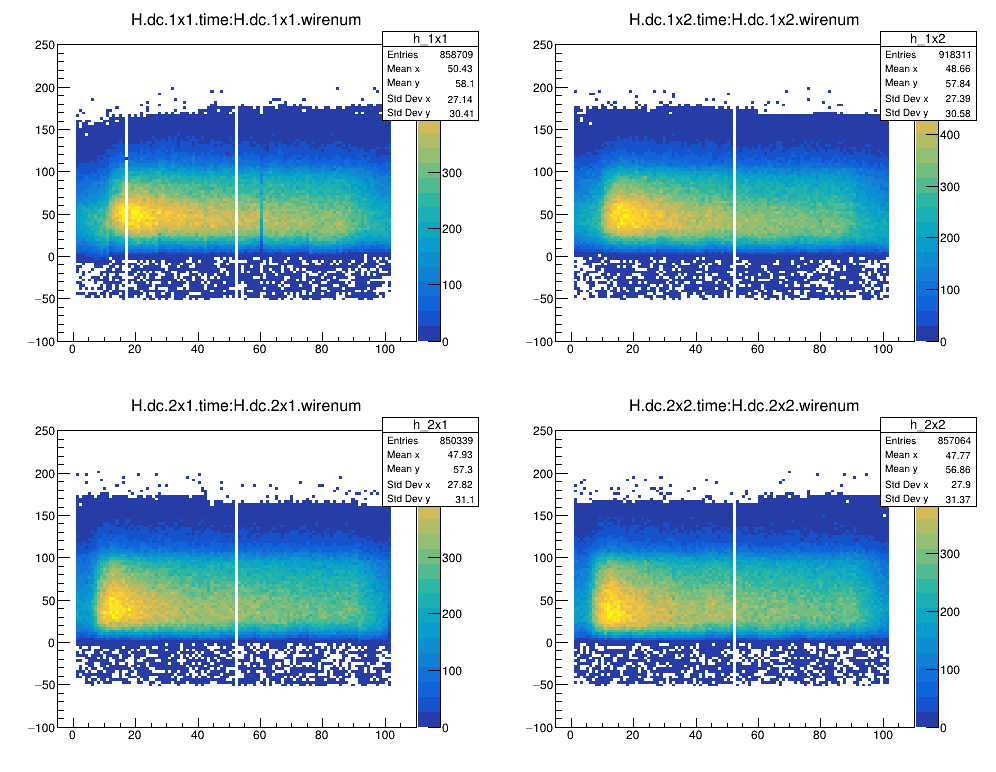 H.dc.1x1.time:H.dc.1x1.wirenum
h_1x1
Entries 858709
Mean x 50.43
Mean y 58.1
Std Dev x 27.14
Std Dev y 30.41
250
200
150
100
50
0
−50
−100
0 20 40 60 80 100
300
200
100
0
H.dc.1x2.time:H.dc.1x2.wirenum
h_1x2
Entries 918311
Mean x 48.66
Mean y 57.84
Std Dev x 27.39
Std Dev y 30.58
250
200
150
100
50
0
−50
−100
0 20 40 60 80 100
400
300
200
100
0
H.dc.2x1.time:H.dc.2x1.wirenum
h_2x1
Entries 850339
Mean x 47.93
Mean y 57.3
Std Dev x 27.82
Std Dev y 31.1
250
200
150
100
50
0
−50
−100
0 20 40 60 80 100
300
200
100
0
H.dc.2x2.time:H.dc.2x2.wirenum
h_2x2
Entries 857064
Mean x 47.77
Mean y 56.86
Std Dev x 27.9
Std Dev y 31.37
250
200
150
100
50
0
−50
−100
0 20 40 60 80 100
300
200
100
0